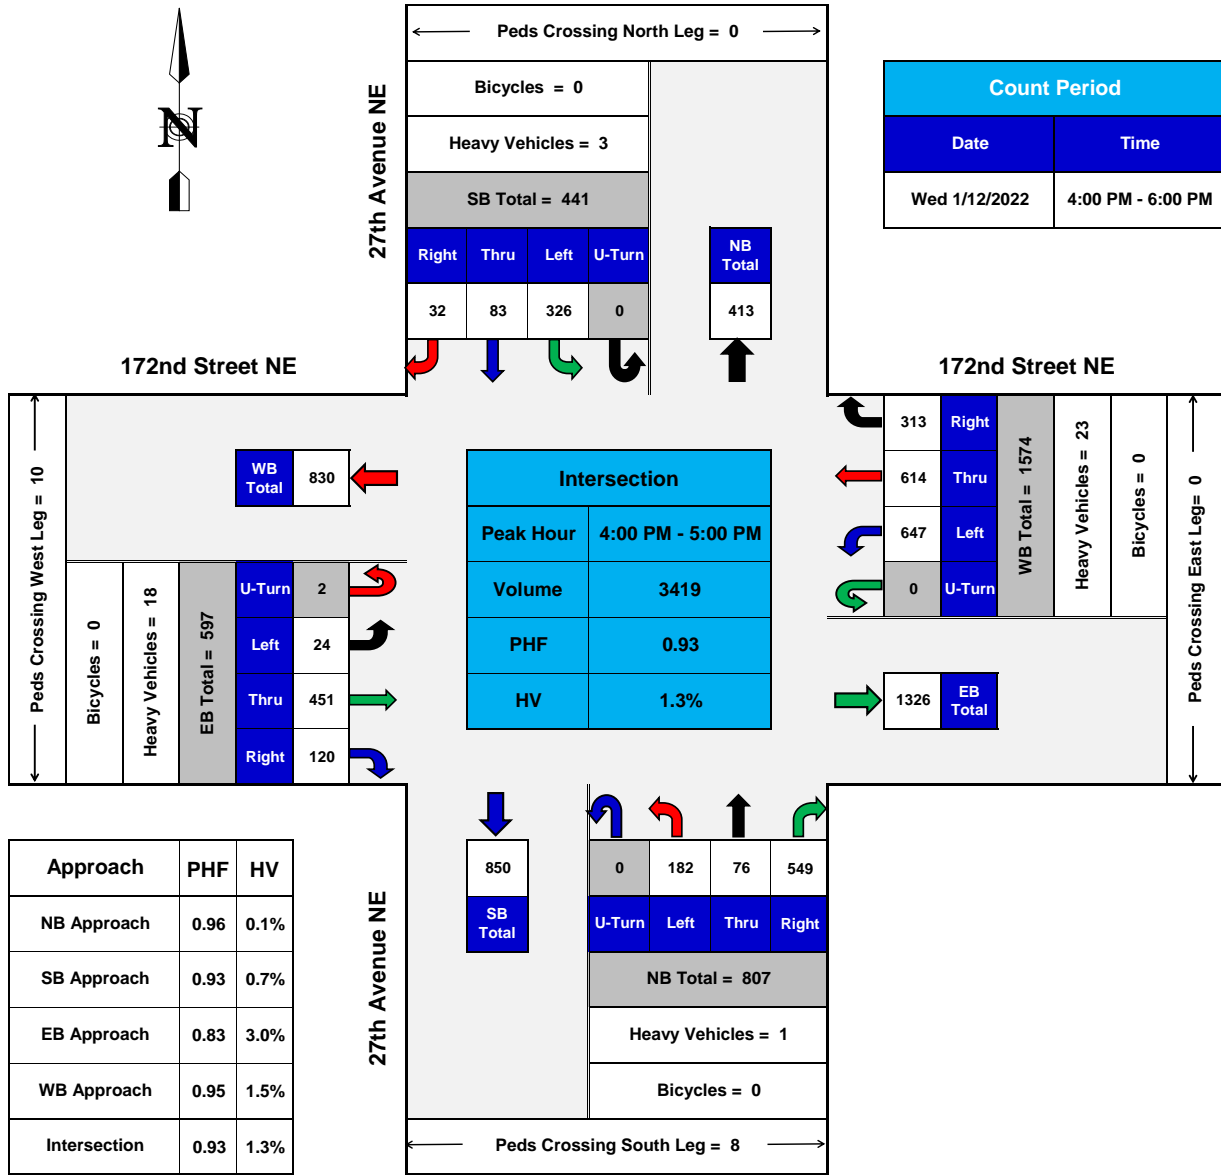 Peds Crossing North Leg = 0
N
27th Avenue NE
Bicycles = 0
Heavy Vehicles = 3
SB Total = 441
Right Thru Left U-Turn
32 83 326 0
NB
Total
413
Count Period
Date Time
Wed 1/12/2022 4:00 PM - 6:00 PM
172nd Street NE
172nd Street NE
Peds Crossing West Leg = 10
WB
Total
830
Bicycles = 0
Heavy Vehicles = 18
EB Total = 597
U-Turn 2
Left 24
Thru 451
Right 120
Intersection
Peak Hour 4:00 PM - 5:00 PM
Volume 3419
PHF 0.93
HV 1.3%
313 Right
614 Thru
647 Left
0 U-Turn
WB Total = 1574
Heavy Vehicles = 23
Bicycles = 0
Peds Crossing East Leg= 0
1326
EB
Total
Approach PHF HV
NB Approach 0.96 0.1%
SB Approach 0.93 0.7%
EB Approach 0.83 3.0%
WB Approach 0.95 1.5%
Intersection 0.93 1.3%
27th Avenue NE
850
SB
Total
0 182 76 549
U-Turn Left Thru Right
NB Total = 807
Heavy Vehicles = 1
Bicycles = 0
Peds Crossing South Leg = 8